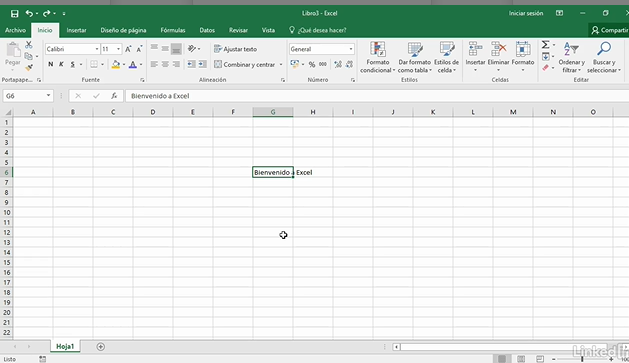 Libro3 - Excel
Iniciar sesión
Archivo Inicio Insertar Diseño de página Fórmulas Datos Revisar Vista ¿Qué desea hacer? Compartir
Pegar
Calibri 11
N K S
Ajustar texto
Combinar y centrar
General
% 000
Formato condicional
Dar formato como tabla
Estilos de celda
Insertar Eliminar Formato
Ordenar y filtrar
Buscar y seleccionar
Portapape... Fuente Alineación Número Estilos Celdas Editar
G6 fx Bienvenido a Excel
A B C D E F G H I J K L M N O
1
2
3
4
5
6 Bienvenido a Excel
7
8
9
10
11
12
13
14
15
16
17
18
19
20
21
22
Hoja1
Listo
LinkedIn